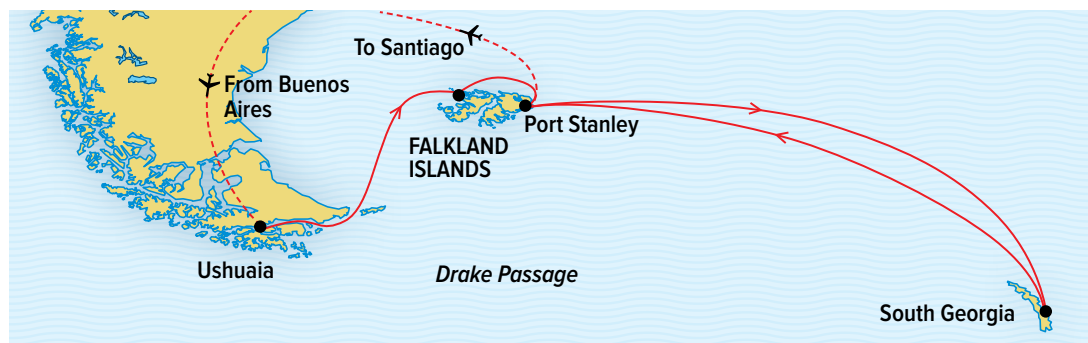 To Santiago
From Buenos
Aires
Port Stanley
FALKLAND
ISLANDS
Ushuaia
Drake Passage
South Georgia